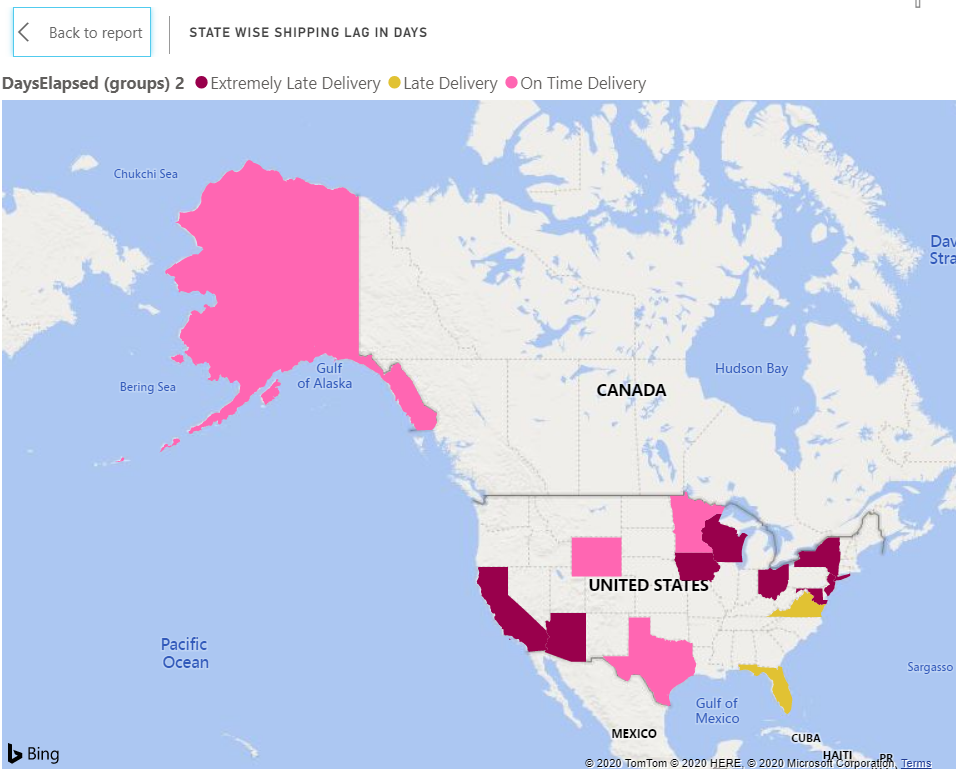 Back to report
STATE WISE SHIPPING LAG IN DAYS
DaysElapsed (groups) 2 Extremely Late Delivery Late Delivery On Time Delivery
Chukchi Sea
Dav
Stra
Gulf
of Alaska
Bering Sea
Hudson Bay
CANADA
UNITED STATES
Pacific
Ocean
Sargasso
Gulf of
Mexico
MEXICO
CUBA
HAITI
PR
Bing
© 2020 TomTom © 2020 HERE, © 2020 Microsoft Corporation, Terms